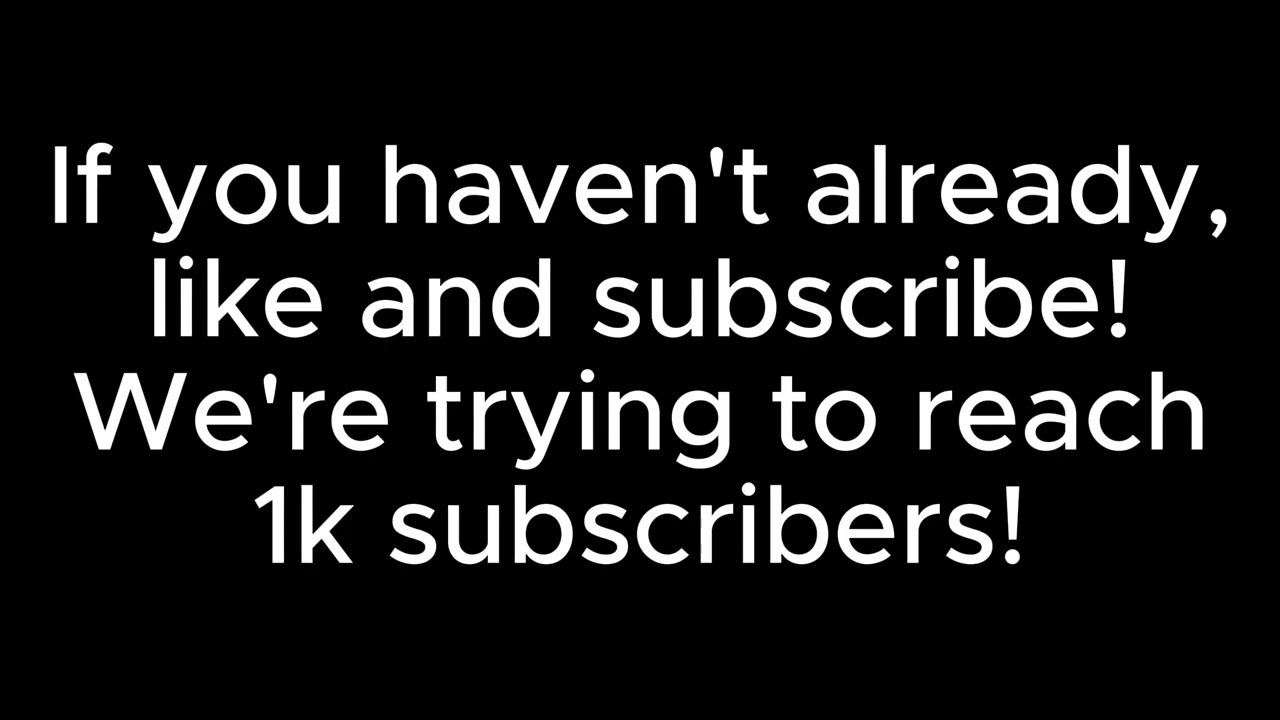 If you haven't already,
like and subscribe!
We're trying to reach
1k subscribers!